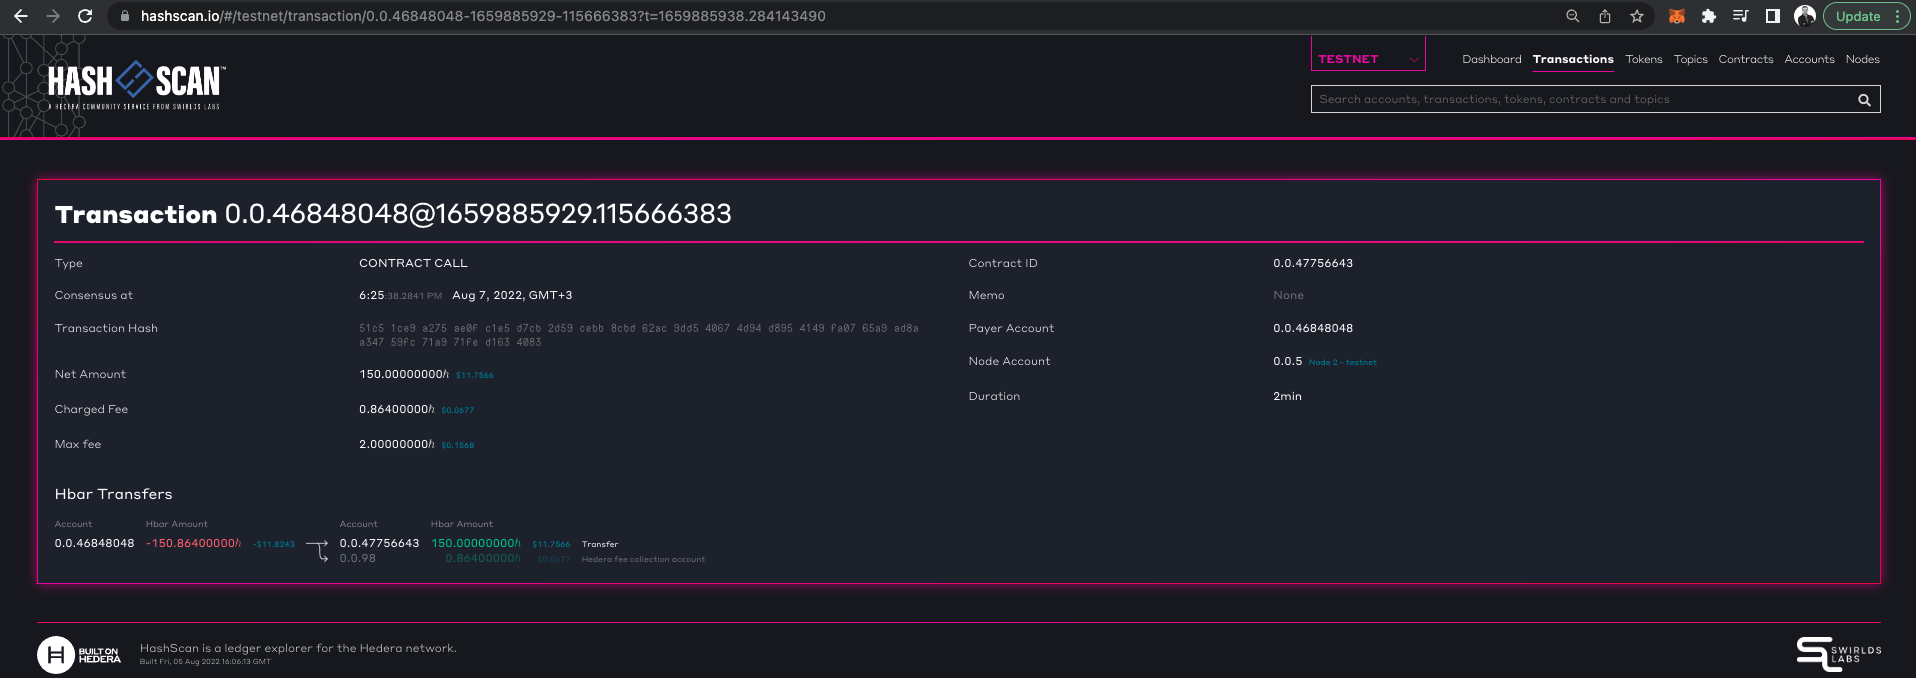 hashscan.io/#/testnet/transaction/0.0.46848048-1659885929-115666383?t=1659885938.284143490
Update
HASH SCAN™
A HEDERA COMMUNITY SERVICE FROM SWIRLDS LABS
TESTNET
Dashboard Transactions Tokens Topics Contracts Accounts Nodes
Search accounts, transactions, tokens, contracts and topics
Transaction 0.0.46848048@1659885929.115666383
Type CONTRACT CALL
Consensus at 6:25:38.2841 PM Aug 7, 2022, GMT+3
Transaction Hash 51c5 1ce9 a275 ae0f c1e5 d7cb 2d59 cebb 8cbd 62ac 9dd5 4067 4d94 d895 4149 fa07 65a9 ad8a
a347 59fc 71a9 71fe d163 4083
Net Amount 150.00000000ℏ $11.7566
Charged Fee 0.86400000ℏ $0.0677
Max fee 2.00000000ℏ $0.1568
Contract ID 0.0.47756643
Memo None
Payer Account 0.0.46848048
Node Account 0.0.5 Node 2 - testnet
Duration 2min
Hbar Transfers
Account Hbar Amount Account Hbar Amount
0.0.46848048 -150.86400000ℏ -$11.8243 0.0.47756643 150.00000000ℏ $11.7566 Transfer
0.0.98 0.86400000ℏ $0.0677 Hedera fee collection account
H BUILT ON
HEDERA
HashScan is a ledger explorer for the Hedera network.
Built Fri, 05 Aug 2022 16:06:13 GMT
SWIRLDS
LABS